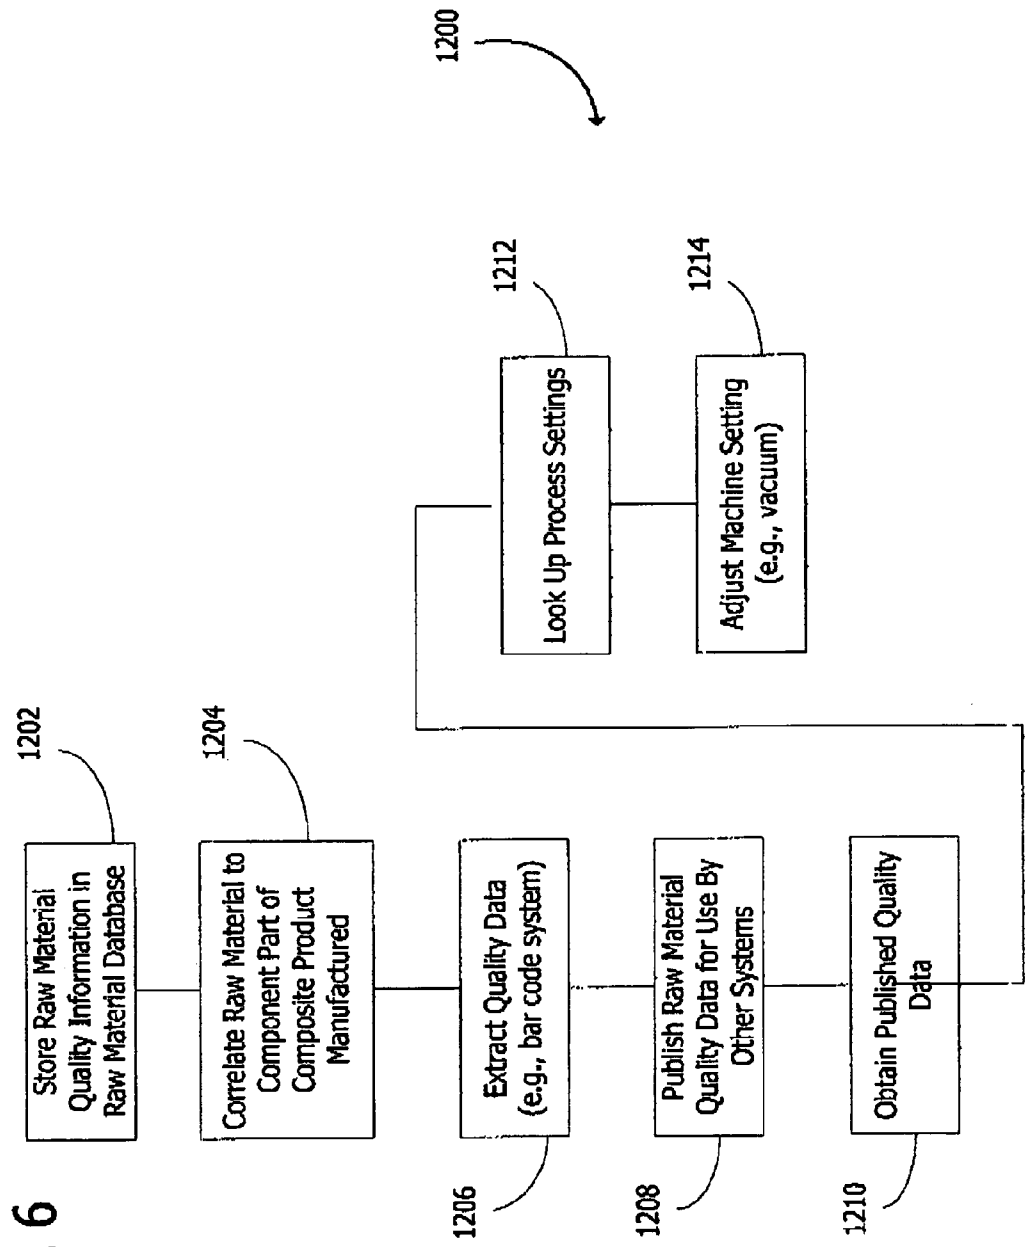 6
1200
1202
Store Raw Material
Quality Information in
Raw Material Database
1204
Correlate Raw Material to
Component Part of
Composite Product
Manufactured
1206
Extract Quality Data
(e.g., bar code system)
1208
Publish Raw Material
Quality Data for Use By
Other Systems
1210
Obtain Published Quality
Data
1212
Look Up Process Settings
1214
Adjust Machine Setting
(e.g., vacuum)